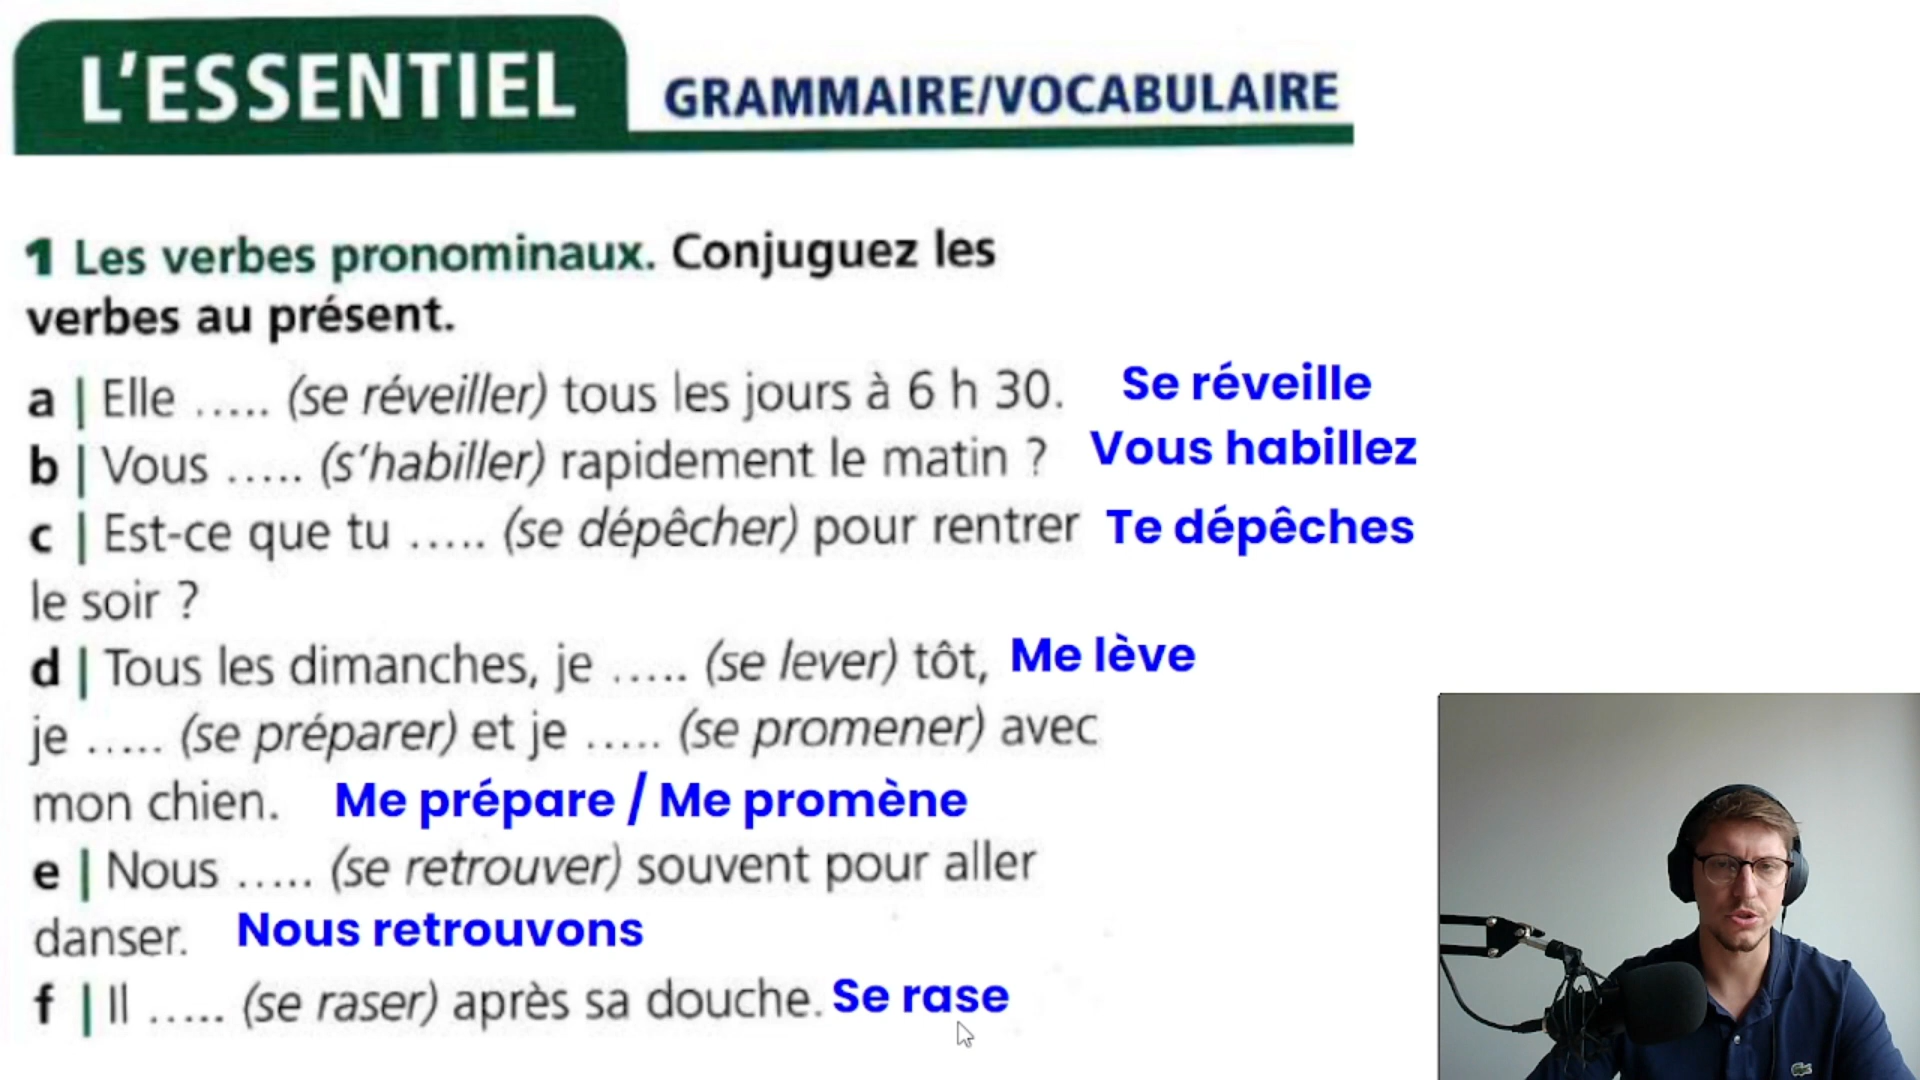 L'ESSENTIEL GRAMMAIRE/VOCABULAIRE
1 Les verbes pronominaux. Conjuguez les
verbes au présent.
a | Elle ..... (se réveiller) tous les jours à 6 h 30. Se réveille
b | Vous ..... (s'habiller) rapidement le matin ? Vous habillez
c | Est-ce que tu ..... (se dépêcher) pour rentrer Te dépêches
le soir ?
d | Tous les dimanches, je ..... (se lever) tôt, Me lève
je ..... (se préparer) et je ..... (se promener) avec
mon chien. Me prépare / Me promène
e | Nous ..... (se retrouver) souvent pour aller
danser. Nous retrouvons
f | Il ..... (se raser) après sa douche. Se rase